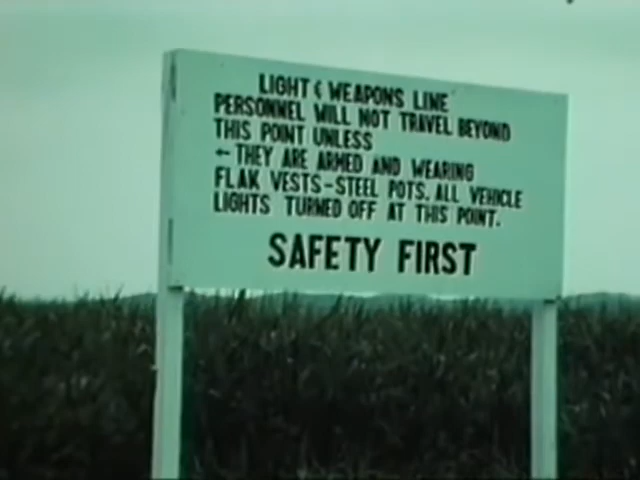 LIGHT & WEAPONS LINE
PERSONNEL WILL NOT TRAVEL BEYOND
THIS POINT UNLESS
-THEY ARE ARMED AND WEARING
FLAK VESTS-STEEL POTS. ALL VEHICLE
LIGHTS TURNED OFF AT THIS POINT.
SAFETY FIRST